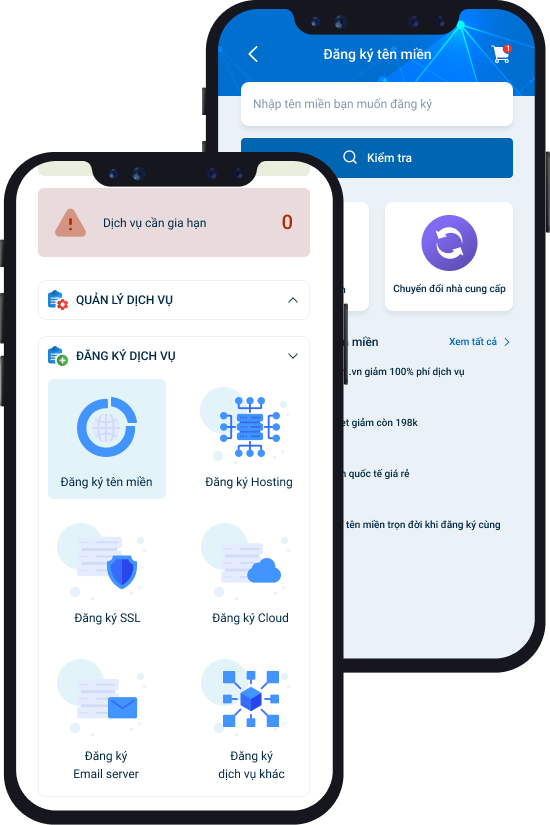 Đăng ký tên miền
1
Nhập tên miền bạn muốn đăng ký
Kiểm tra
Chuyển đổi nhà cung cấp
miền
Xem tất cả
.vn giảm 100% phí dịch vụ
giảm còn 198k
quốc tế giá rẻ
tên miền trọn đời khi đăng ký cùng
Dịch vụ cần gia hạn
0
QUẢN LÝ DỊCH VỤ
ĐĂNG KÝ DỊCH VỤ
Đăng ký tên miền
Đăng ký Hosting
Đăng ký SSL
Đăng ký Cloud
Đăng ký
Email server
Đăng ký
dịch vụ khác